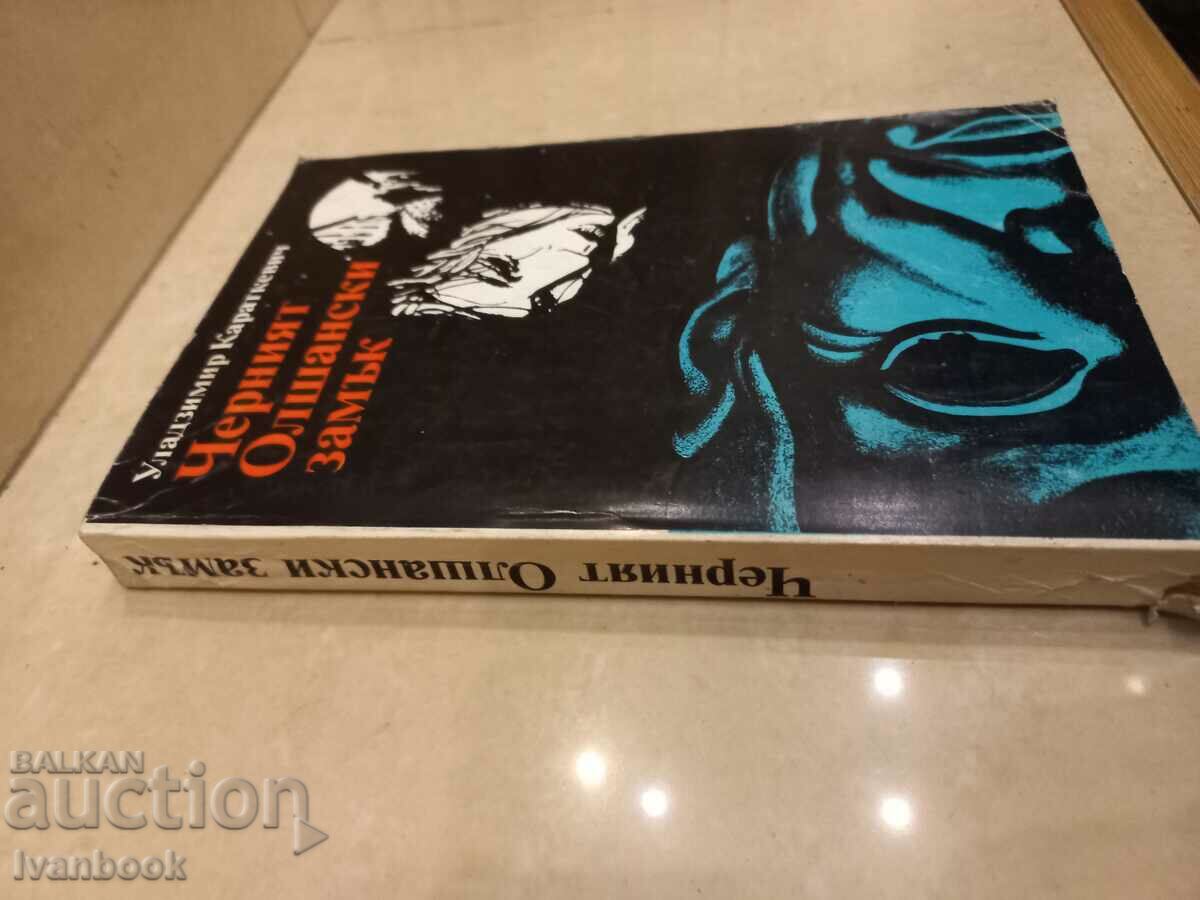 Уладзимир Караткевич
Черният
Олшански
замък
Черният Олшански замък
BALKAN
auction
Ivanbook